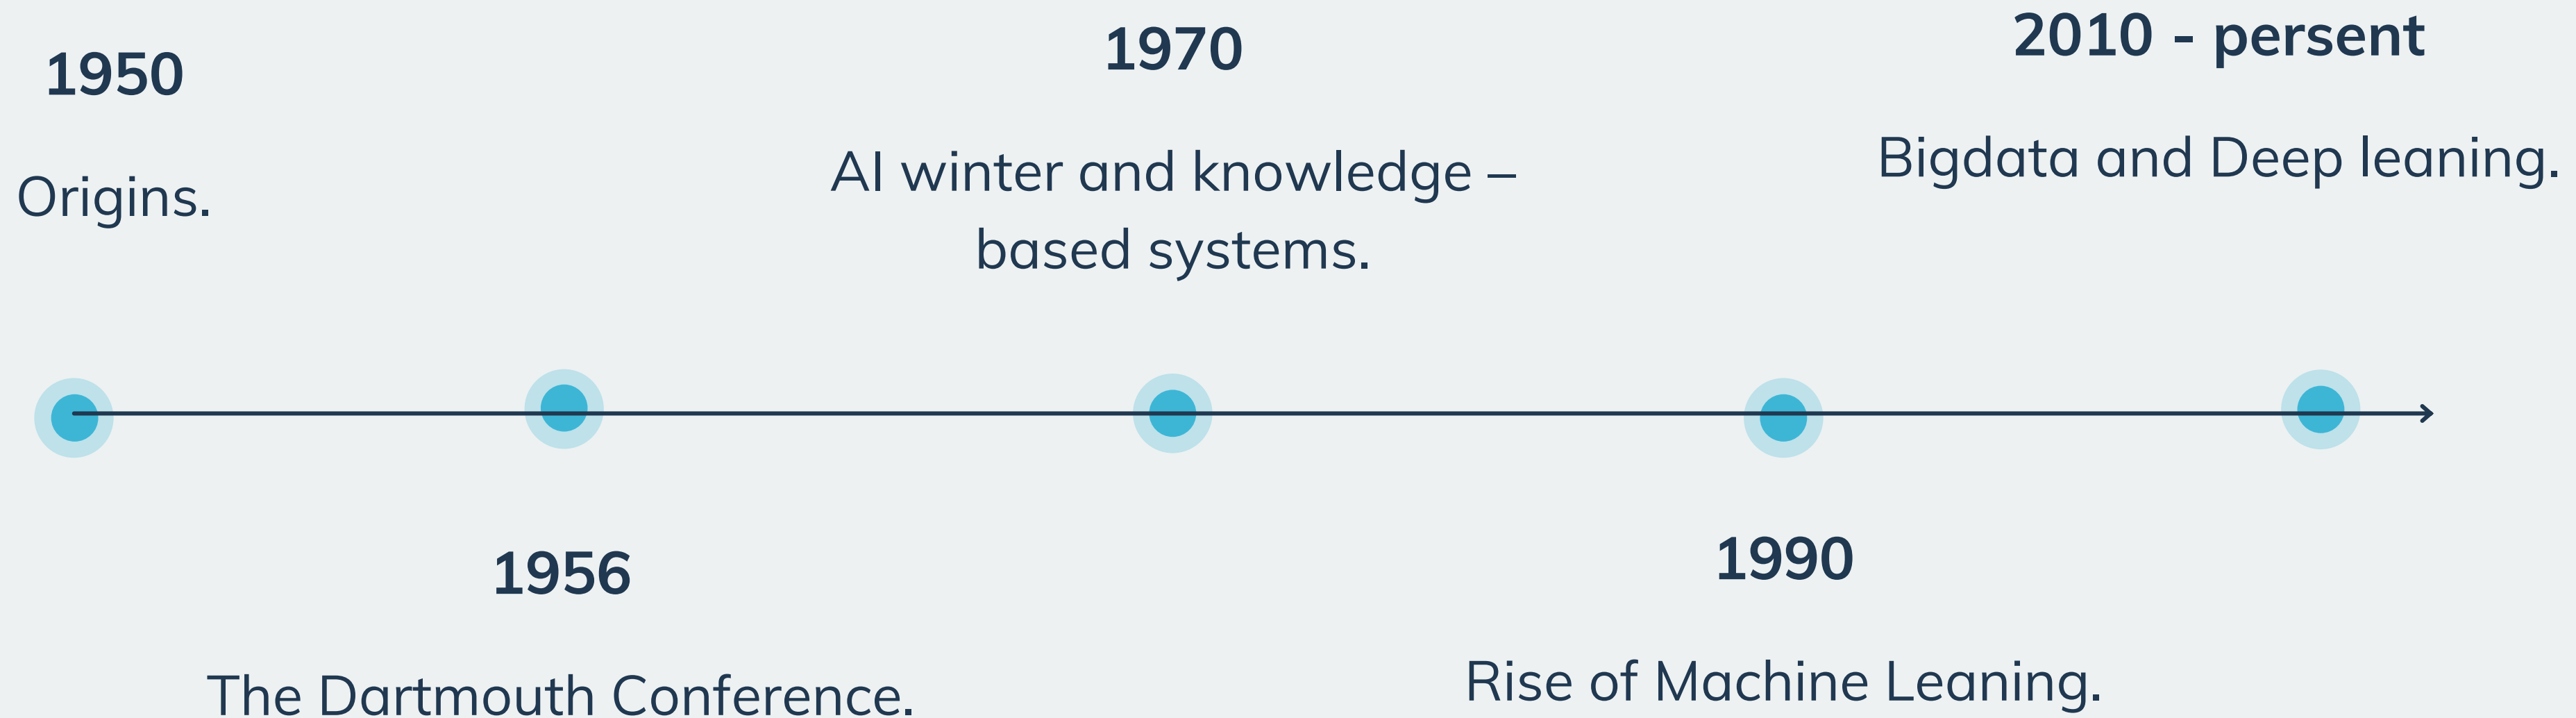 1950
Origins.
1956
The Dartmouth Conference.
1970
AI winter and knowledge –
based systems.
1990
Rise of Machine Leaning.
2010 - persent
Bigdata and Deep leaning.